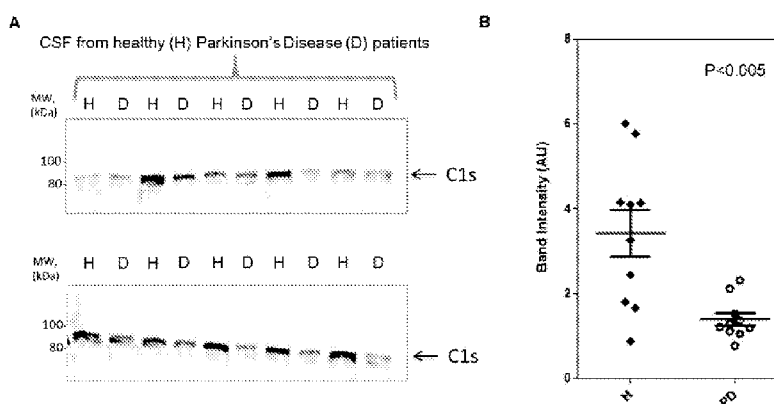 A
CSF from healthy (H) Parkinson's Disease (D) patients
MW, (kDa)
H D H D H D H D H D
100
80
C1s
MW, (kDa)
H D H D H D H D H D
100
80
C1s
B
P<0.005
Band Intensity (AU)
8
6
4
2
0
H
PD